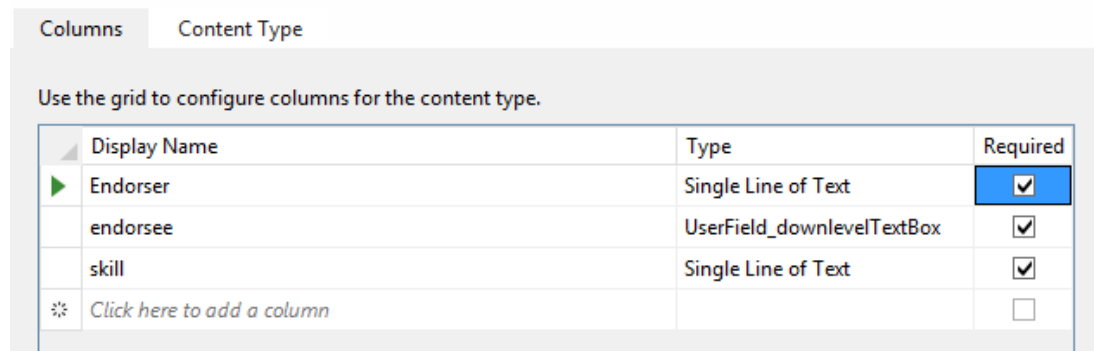 Columns Content Type
Use the grid to configure columns for the content type.
Display Name Type Required
Endorser Single Line of Text
endorsee UserField_downlevelTextBox
skill Single Line of Text
Click here to add a column